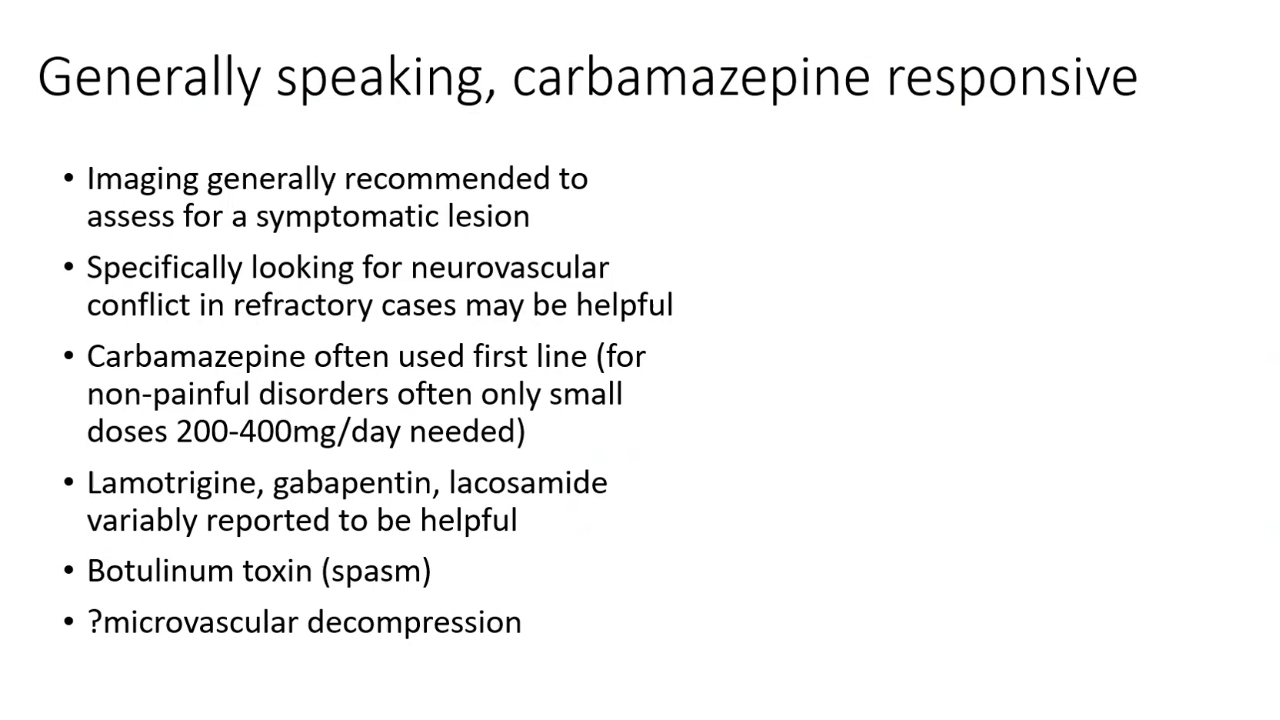 Generally speaking, carbamazepine responsive
• Imaging generally recommended to
assess for a symptomatic lesion
• Specifically looking for neurovascular
conflict in refractory cases may be helpful
• Carbamazepine often used first line (for
non-painful disorders often only small
doses 200-400mg/day needed)
• Lamotrigine, gabapentin, lacosamide
variably reported to be helpful
• Botulinum toxin (spasm)
• ?microvascular decompression